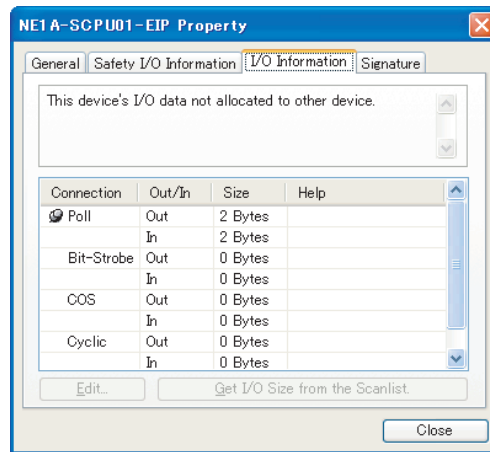 NE1A-SCPU01-EIP Property
General Safety I/O Information I/O Information Signature
This device's I/O data not allocated to other device.
Connection Out/In Size Help
Poll Out 2 Bytes
In 2 Bytes
Bit-Strobe Out 0 Bytes
In 0 Bytes
COS Out 0 Bytes
In 0 Bytes
Cyclic Out 0 Bytes
In 0 Bytes
Edit... Get I/O Size from the Scanlist.
Close